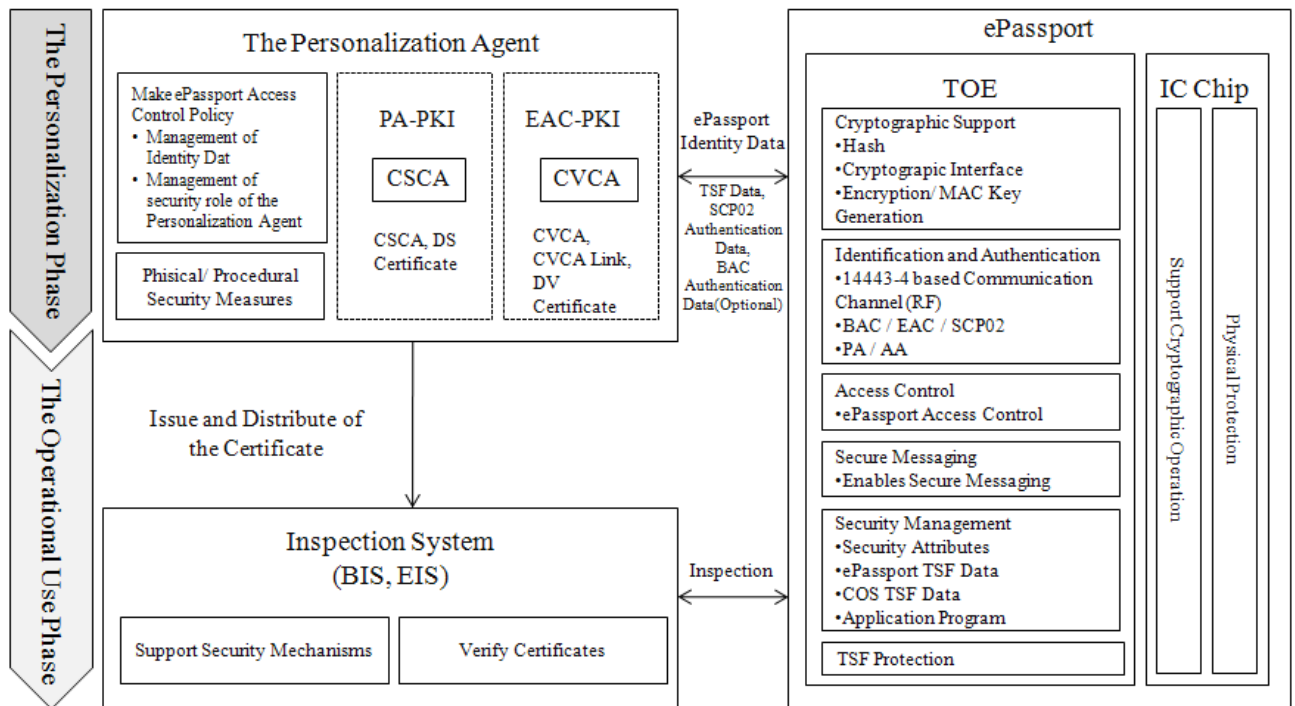 The Personalization Phase
The Operational Use Phase
The Personalization Agent
Make ePassport Access
Control Policy
• Management of
Identity Dat
• Management of
security role of the
Personalization Agent
Phisical/ Procedural
Security Measures
PA-PKI
CSCA
CSCA, DS
Certificate
EAC-PKI
CVCA
CVCA,
CVCA Link,
DV
Certificate
ePassport
Identity Data
TSF Data,
SCP02
Authentication
Data,
BAC
Authentication
Data(Optional)
Issue and Distribute of
the Certificate
Inspection System
(BIS, EIS)
Support Security Mechanisms
Verify Certificates
Inspection
ePassport
TOE
Cryptographic Support
•Hash
•Cryptograpic Interface
•Encryption/ MAC Key
Generation
Identification and Authentication
•14443-4 based Communication
Channel (RF)
•BAC / EAC / SCP02
•PA / AA
Access Control
•ePassport Access Control
Secure Messaging
•Enables Secure Messaging
Security Management
•Security Attributes
•ePassport TSF Data
•COS TSF Data
•Application Program
TSF Protection
IC Chip
Support Cryptographic Operation
Physical Protection